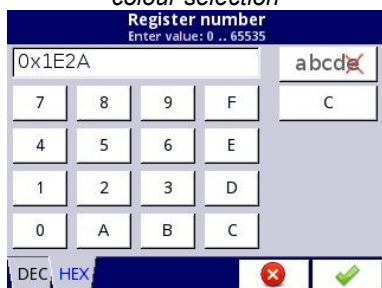 colour selection
Register number
Enter value: 0 .. 65535
0x1E2A
abcde
7 8 9 F C
4 5 6 E
1 2 3 D
0 A B C
DEC HEX